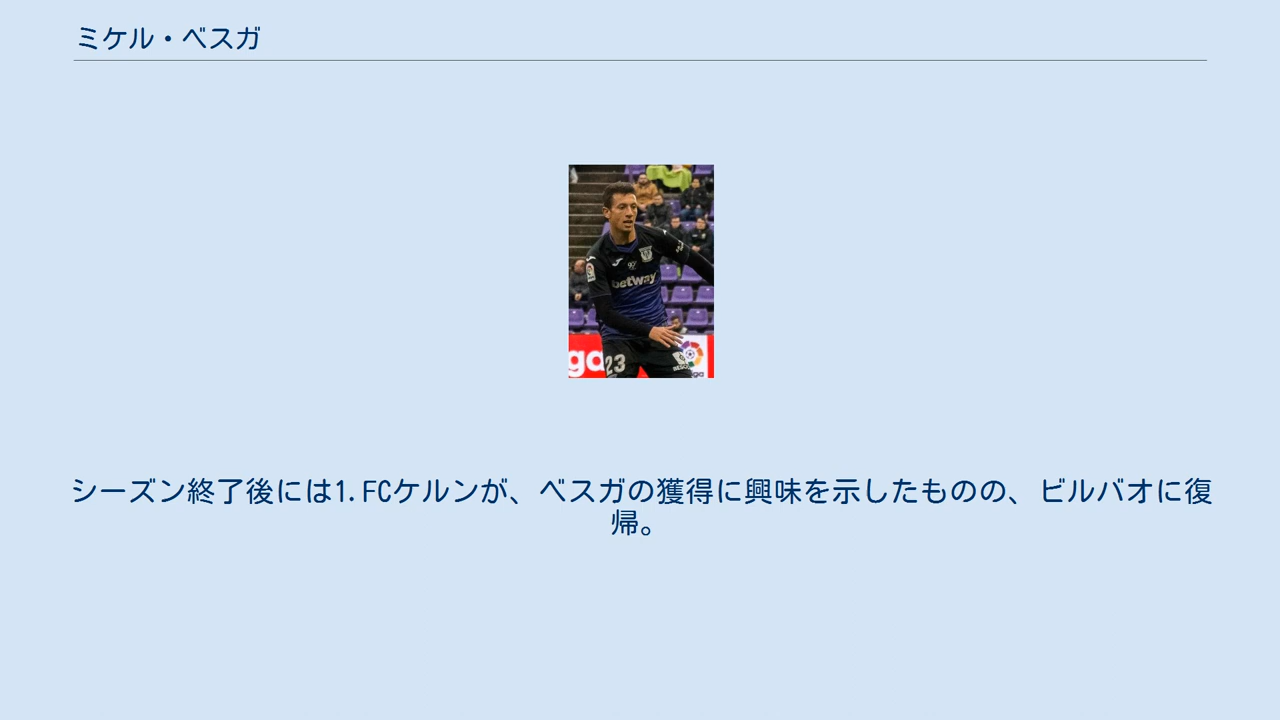 ミケル・ベスガ
betway
ga
23
シーズン終了後には1.FCケルンが、ベスガの獲得に興味を示したものの、ビルバオに復
帰。